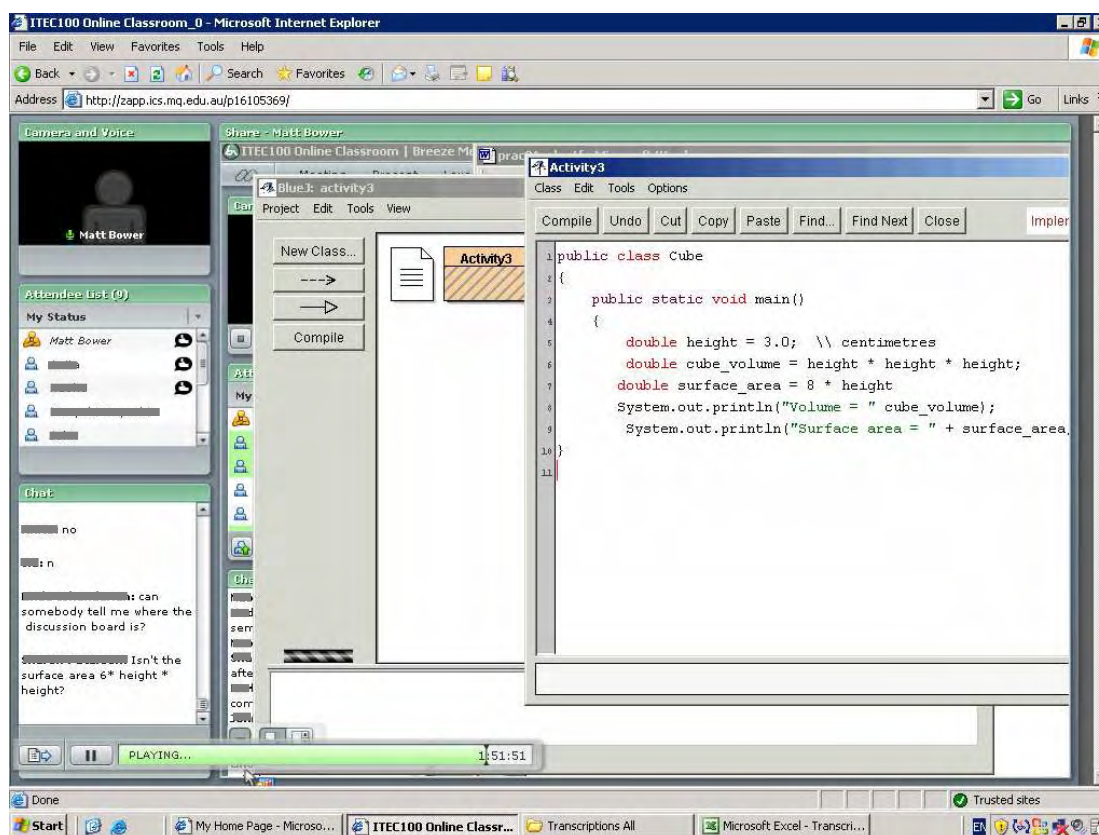 ITEC100 Online Classroom_0 - Microsoft Internet Explorer
File Edit View Favorites Tools Help
Back Search Favorites
Address http://zapp.ics.mq.edu.au/p16105369/ Go Links
Camera and Voice
Matt Bower
Attendee List (9)
My Status
Matt Bower
Chat
no
: n
: can
somebody tell me where the
discussion board is?
Isn't the
surface area 6* height *
height?
Share - Matt Bower
ITEC100 Online Classroom | Breeze Me
BlueJ: activity3
Project Edit Tools View
New Class...
Compile
Activity3
Activity3
Class Edit Tools Options
Compile Undo Cut Copy Paste Find... Find Next Close Implem
1 public class Cube
2 {
3 public static void main()
4 {
5 double height = 3.0; \\ centimetres
6 double cube_volume = height * height * height;
7 double surface_area = 8 * height
8 System.out.println("Volume = " cube_volume);
9 System.out.println("Surface area = " + surface_area
10 }
11
PLAYING... 1:51:51
Done Trusted sites
Start My Home Page - Microso... ITEC100 Online Classr... Transcriptions All Microsoft Excel - Transcri... EN